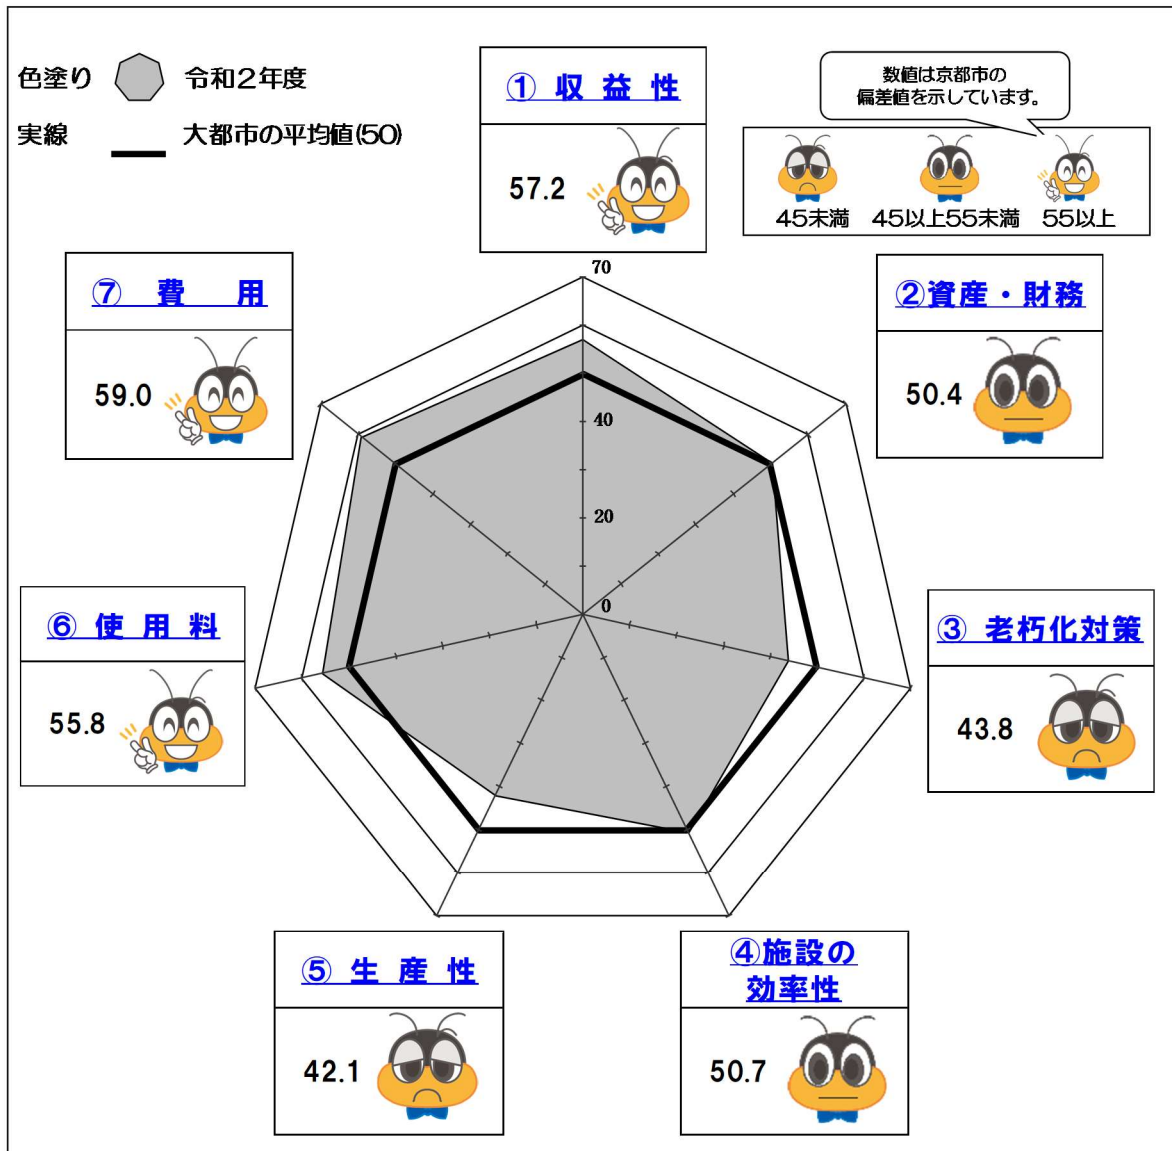 色塗り 令和2年度
実線 大都市の平均値(50)
① 収益性
57.2
数値は京都市の
偏差値を示しています。
45未満 45以上55未満 55以上
⑦ 費 用
59.0
②資産・財務
50.4
70
40
20
0
⑥ 使用料
55.8
③ 老朽化対策
43.8
⑤ 生産性
42.1
④施設の
効率性
50.7